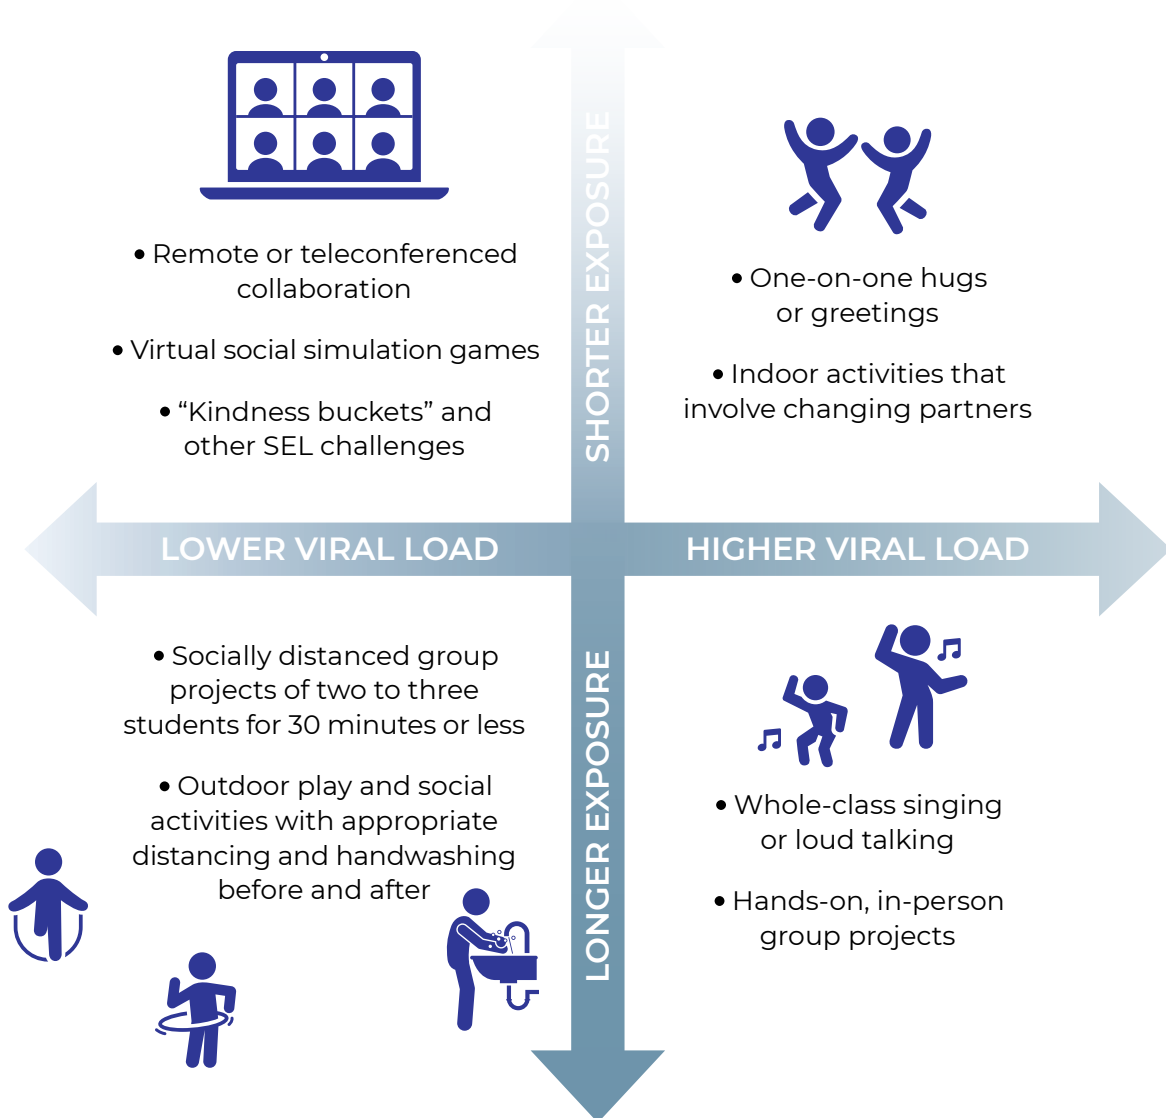 • Remote or teleconferenced
collaboration
• Virtual social simulation games
• “Kindness buckets” and
other SEL challenges
SHORTER EXPOSURE
• One-on-one hugs
or greetings
• Indoor activities that
involve changing partners
LOWER VIRAL LOAD
HIGHER VIRAL LOAD
• Socially distanced group
projects of two to three
students for 30 minutes or less
• Outdoor play and social
activities with appropriate
distancing and handwashing
before and after
LONGER EXPOSURE
• Whole-class singing
or loud talking
• Hands-on, in-person
group projects